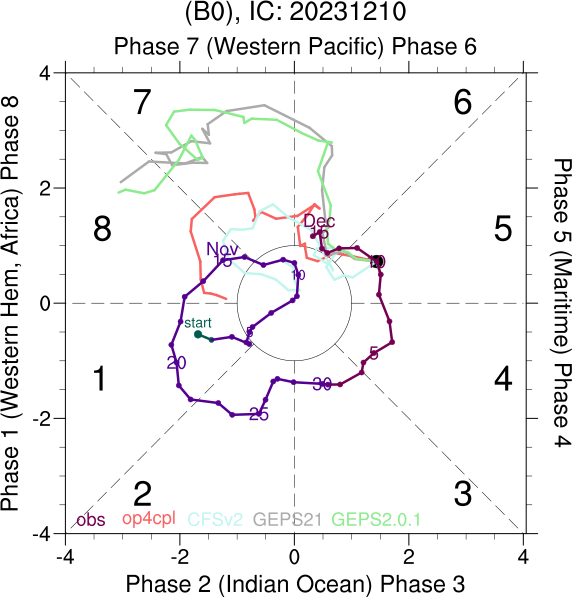 (B0), IC: 20231210
Phase 7 (Western Pacific) Phase 6
4
2
0
-2
-4
-4 -2 0 2 4
Phase 1 (Western Hem, Africa) Phase 8
Phase 5 (Maritime) Phase 4
7 6
8 5
1 4
2 3
Dec
15
Nov
15
10
start
5
5
20
30
25
obs op4cpl CFSv2 GEPS21 GEPS2.0.1
Phase 2 (Indian Ocean) Phase 3